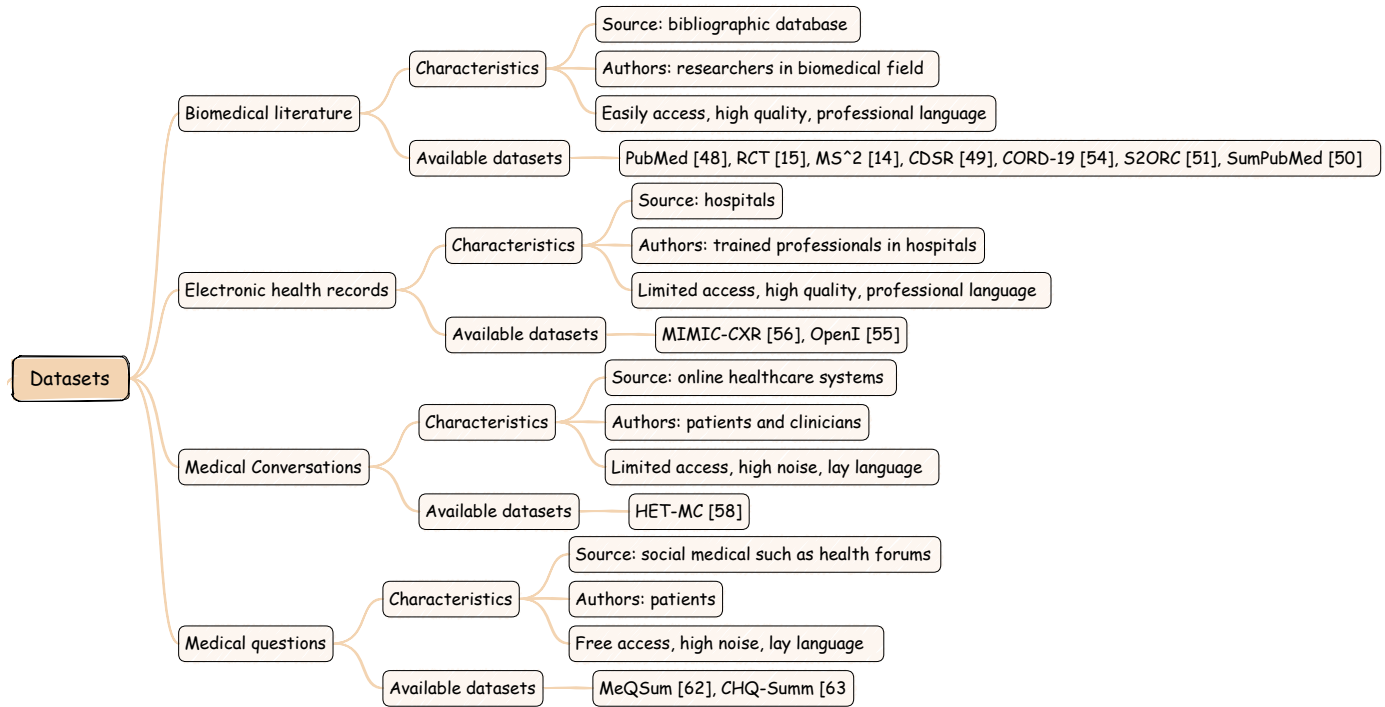 Source: bibliographic database
Characteristics
Authors: researchers in biomedical field
Biomedical literature
Easily access, high quality, professional language
Available datasets
PubMed [48], RCT [15], MS^2 [14], CDSR [49], CORD-19 [54], S2ORC [51], SumPubMed [50]
Source: hospitals
Characteristics
Authors: trained professionals in hospitals
Electronic health records
Limited access, high quality, professional language
Available datasets
MIMIC-CXR [56], OpenI [55]
Datasets
Source: online healthcare systems
Characteristics
Authors: patients and clinicians
Medical Conversations
Limited access, high noise, lay language
Available datasets
HET-MC [58]
Source: social medical such as health forums
Characteristics
Authors: patients
Medical questions
Free access, high noise, lay language
Available datasets
MeQSum [62], CHQ-Summ [63